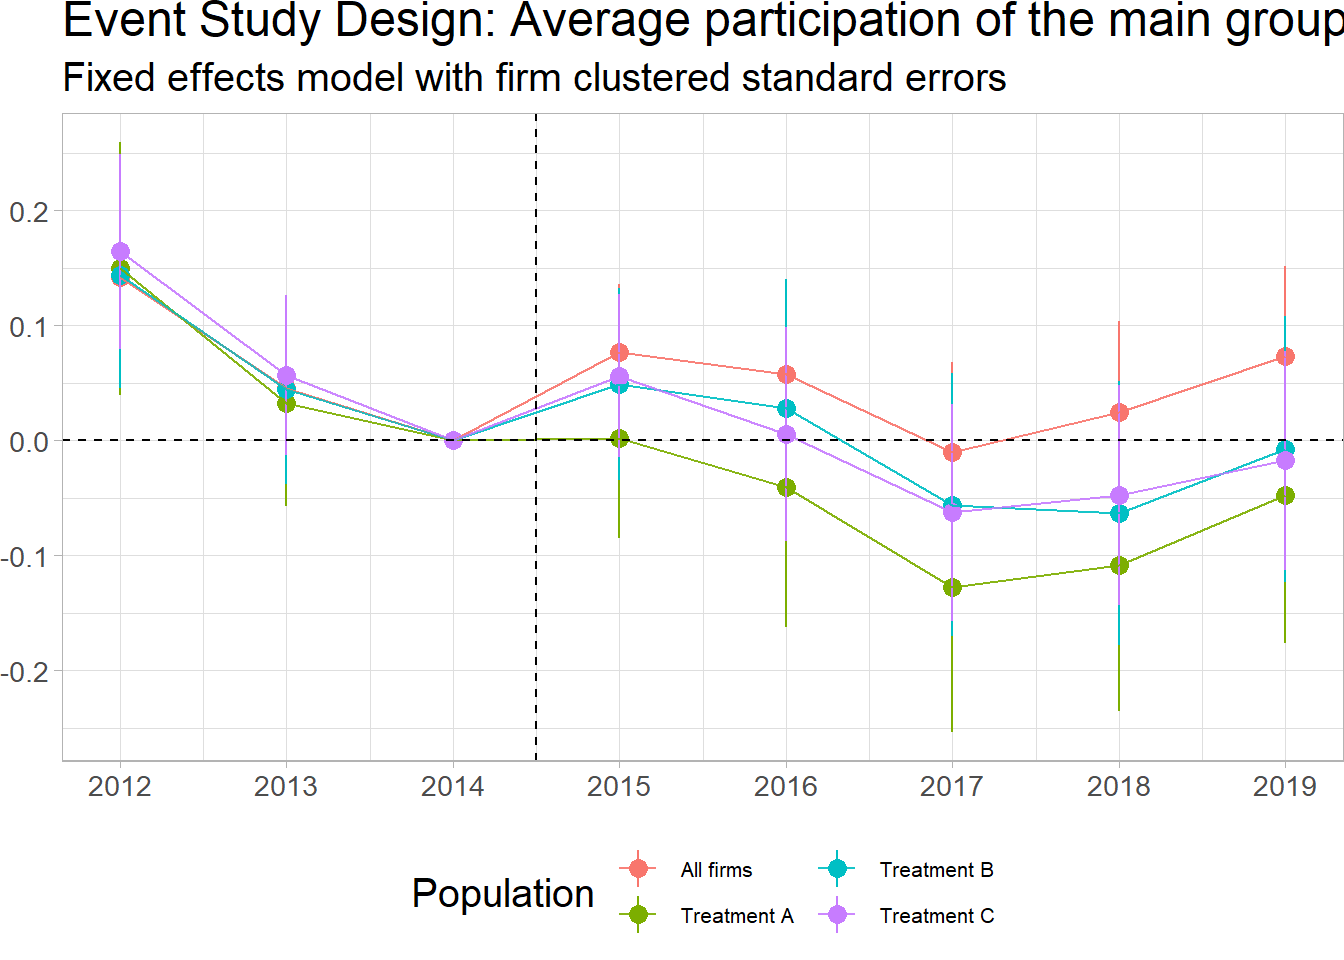 Event Study Design: Average participation of the main group
Fixed effects model with firm clustered standard errors
0.2
0.1
0.0
-0.1
-0.2
2012 2013 2014 2015 2016 2017 2018 2019
Population
All firms Treatment B
Treatment A Treatment C